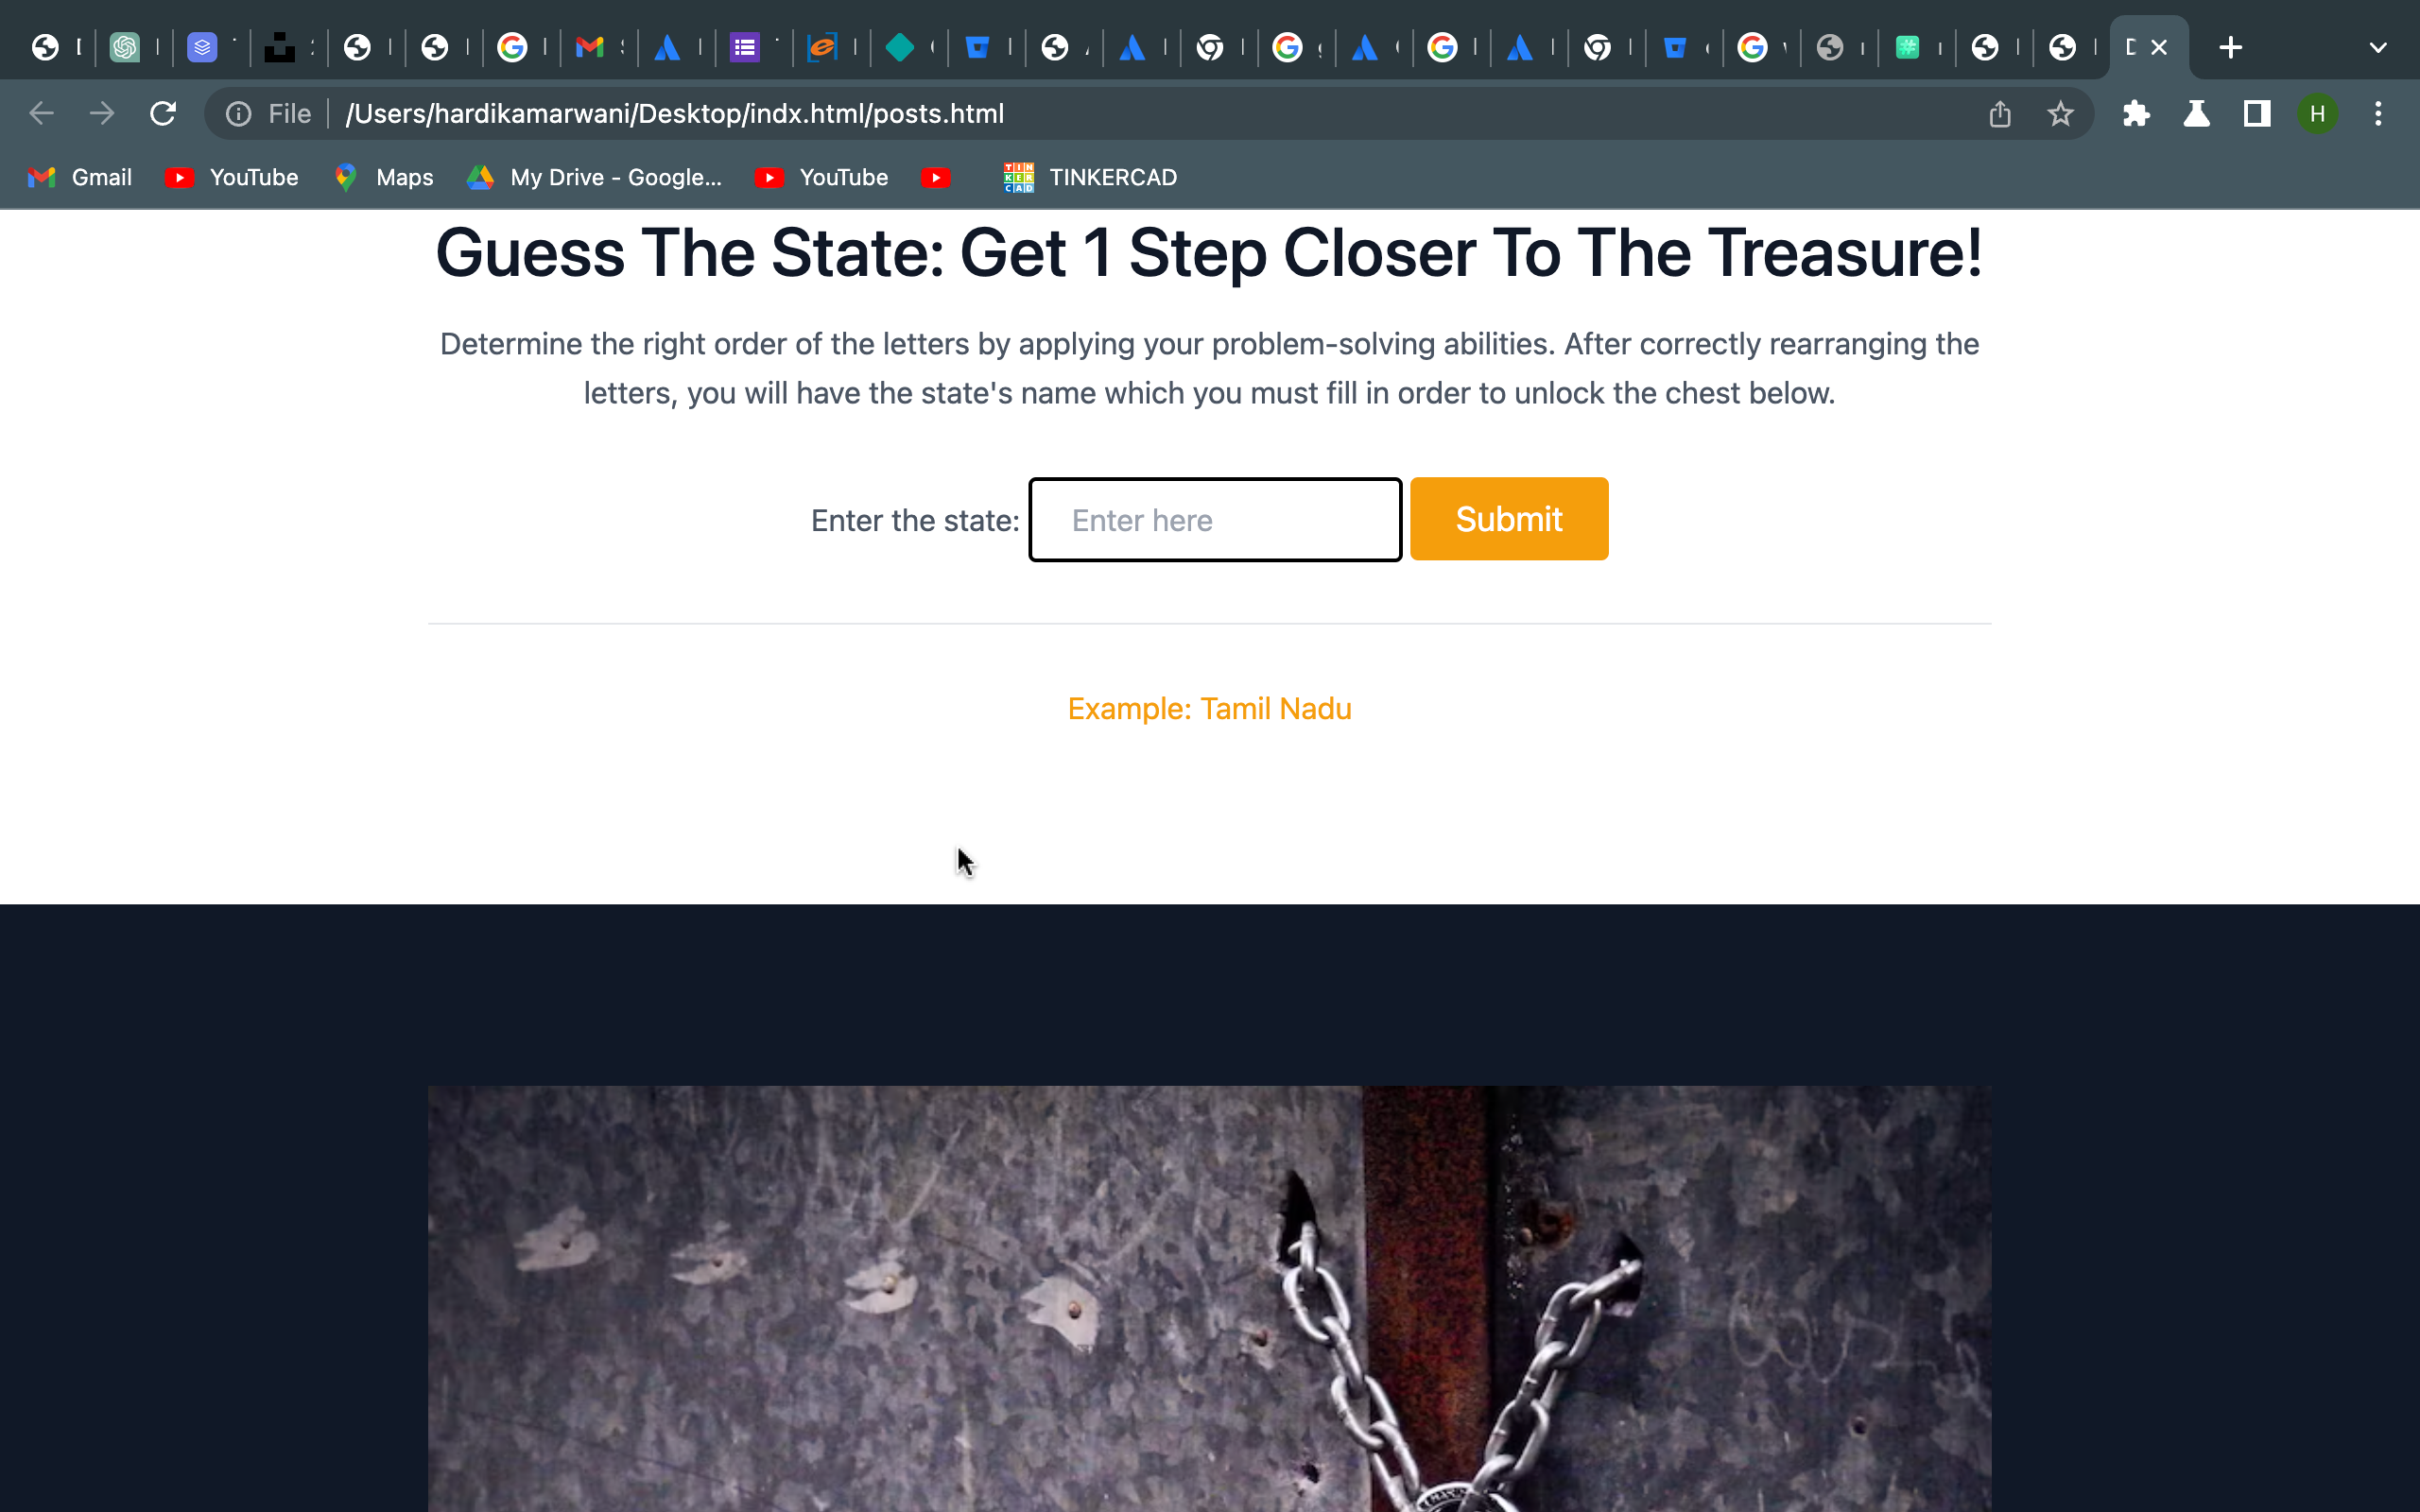 File /Users/hardikamarwani/Desktop/indx.html/posts.html
H
Gmail YouTube Maps My Drive - Google... YouTube TINKERCAD
Guess The State: Get 1 Step Closer To The Treasure!
Determine the right order of the letters by applying your problem-solving abilities. After correctly rearranging the
letters, you will have the state's name which you must fill in order to unlock the chest below.
Enter the state: Enter here Submit
Example: Tamil Nadu